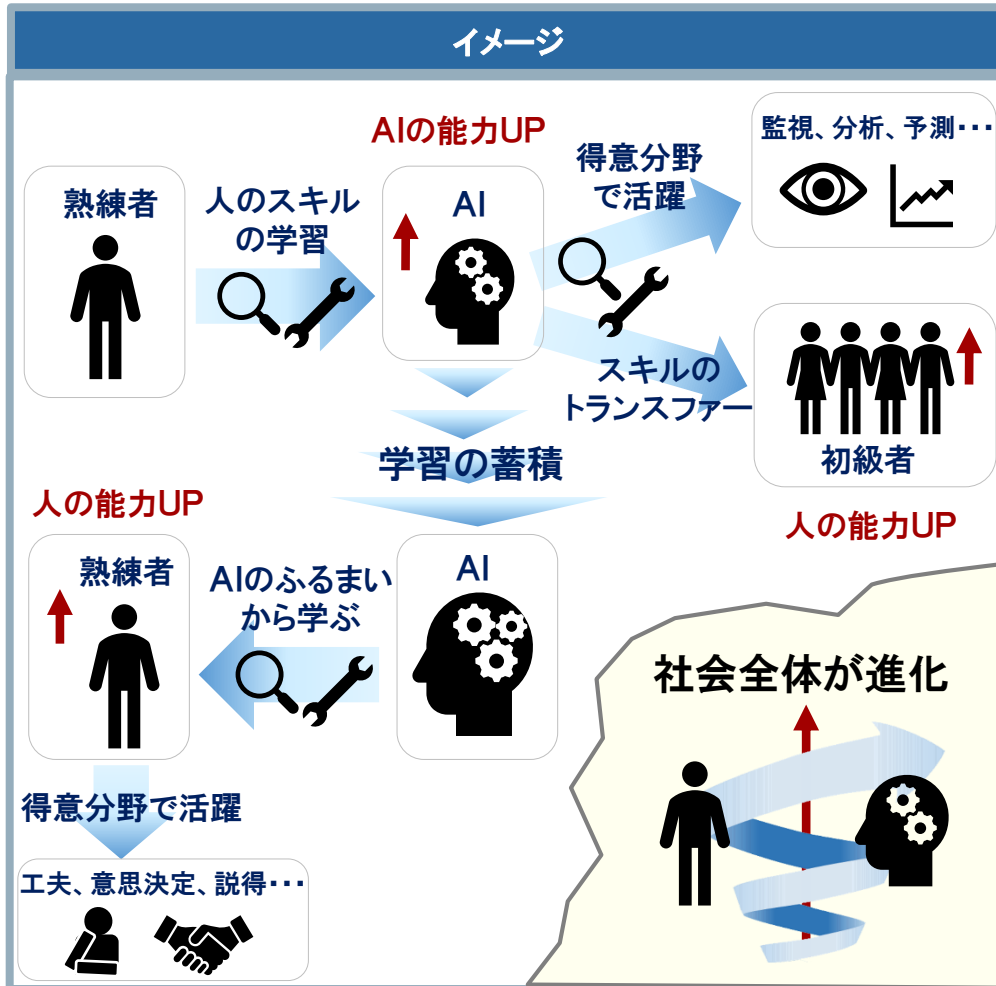 イメージ
AIの能力UP
熟練者
人のスキル
の学習
AI
得意分野
で活躍
監視、分析、予測・・・
スキルの
トランスファー
初級者
人の能力UP
学習の蓄積
人の能力UP
熟練者
AIのふるまい
から学ぶ
AI
得意分野で活躍
工夫、意思決定、説得・・・
社会全体が進化